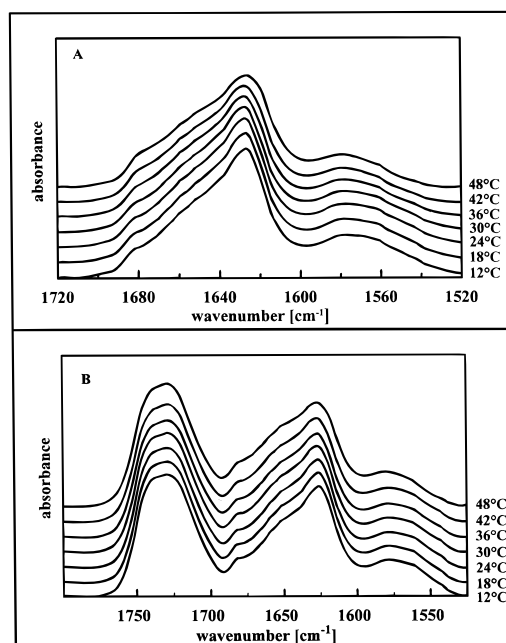 A
absorbance
48°C
42°C
36°C
30°C
24°C
18°C
12°C
1720 1680 1640 1600 1560 1520
wavenumber [cm-1]
B
absorbance
48°C
42°C
36°C
30°C
24°C
18°C
12°C
1750 1700 1650 1600 1550
wavenumber [cm-1]